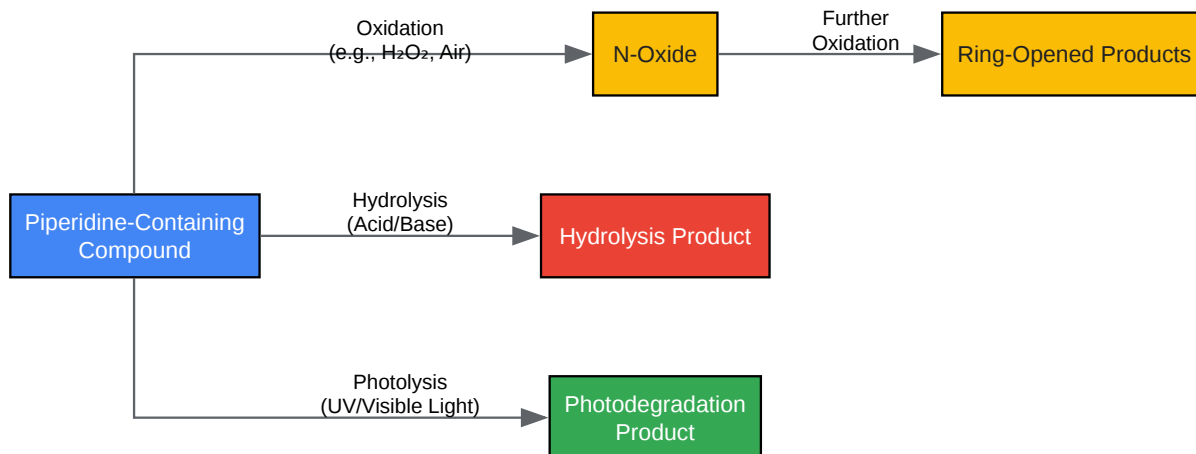 Oxidation
(e.g., H₂O₂, Air)
N-Oxide
Further
Oxidation
Ring-Opened Products
Piperidine-Containing
Compound
Hydrolysis
(Acid/Base)
Hydrolysis Product
Photolysis
(UV/Visible Light)
Photodegradation
Product